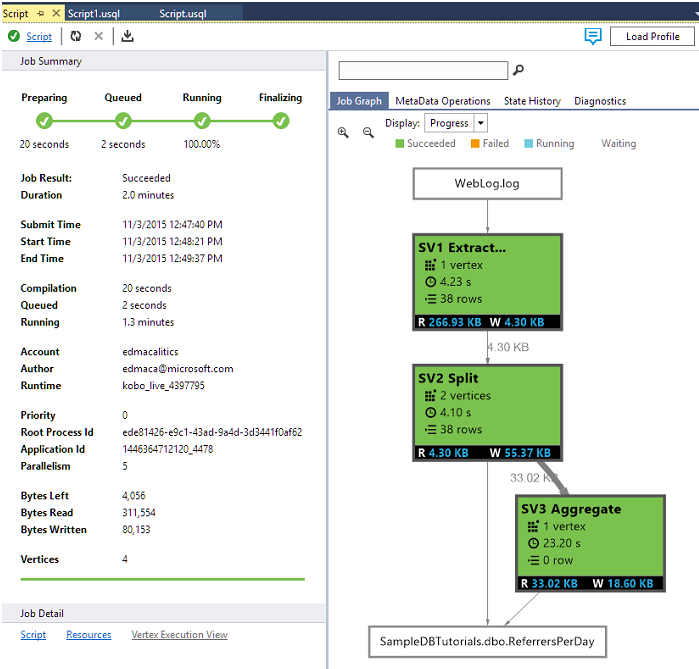 Script Script1.usql Script.usql
Script Load Profile
Job Summary
Preparing Queued Running Finalizing
20 seconds 2 seconds 100.00%
Job Result: Succeeded
Duration 2.0 minutes
Submit Time 11/3/2015 12:47:40 PM
Start Time 11/3/2015 12:48:21 PM
End Time 11/3/2015 12:49:37 PM
Compilation 20 seconds
Queued 2 seconds
Running 1.3 minutes
Account edmacalitics
Author edmaca@microsoft.com
Runtime kobo_live_4397795
Priority 0
Root Process Id ede81426-e9c1-43ad-9a4d-3d3441f0af62
Application Id 1446364712120_4478
Parallelism 5
Bytes Left 4,056
Bytes Read 311,554
Bytes Written 80,153
Vertices 4
Job Detail
Script Resources Vertex Execution View
Job Graph MetaData Operations State History Diagnostics
Display: Progress
Succeeded Failed Running Waiting
WebLog.log
SV1 Extract...
1 vertex
4.23 s
38 rows
R 266.93 KB W 4.30 KB
4.30 KB
SV2 Split
2 vertices
4.10 s
38 rows
R 4.30 KB W 55.37 KB
33.02 KB
SV3 Aggregate
1 vertex
23.20 s
0 row
R 33.02 KB W 18.60 KB
SampleDBTutorials.dbo.ReferrersPerDay